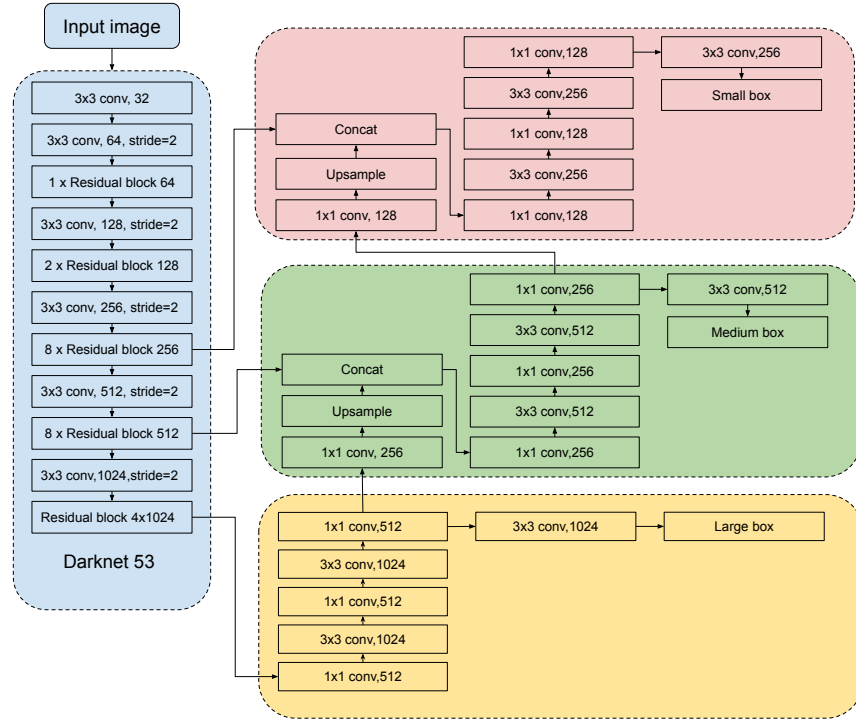 Input image
3x3 conv, 32
3x3 conv, 64, stride=2
1 x Residual block 64
3x3 conv, 128, stride=2
2 x Residual block 128
3x3 conv, 256, stride=2
8 x Residual block 256
3x3 conv, 512, stride=2
8 x Residual block 512
3x3 conv,1024,stride=2
Residual block 4x1024
Darknet 53
1x1 conv,128
3x3 conv,256
3x3 conv,256
Small box
Concat
1x1 conv,128
Upsample
3x3 conv,256
1x1 conv, 128
1x1 conv,128
1x1 conv,256
3x3 conv,512
3x3 conv,512
Medium box
Concat
1x1 conv,256
Upsample
3x3 conv,512
1x1 conv, 256
1x1 conv,256
1x1 conv,512
3x3 conv,1024
Large box
3x3 conv,1024
1x1 conv,512
3x3 conv,1024
1x1 conv,512